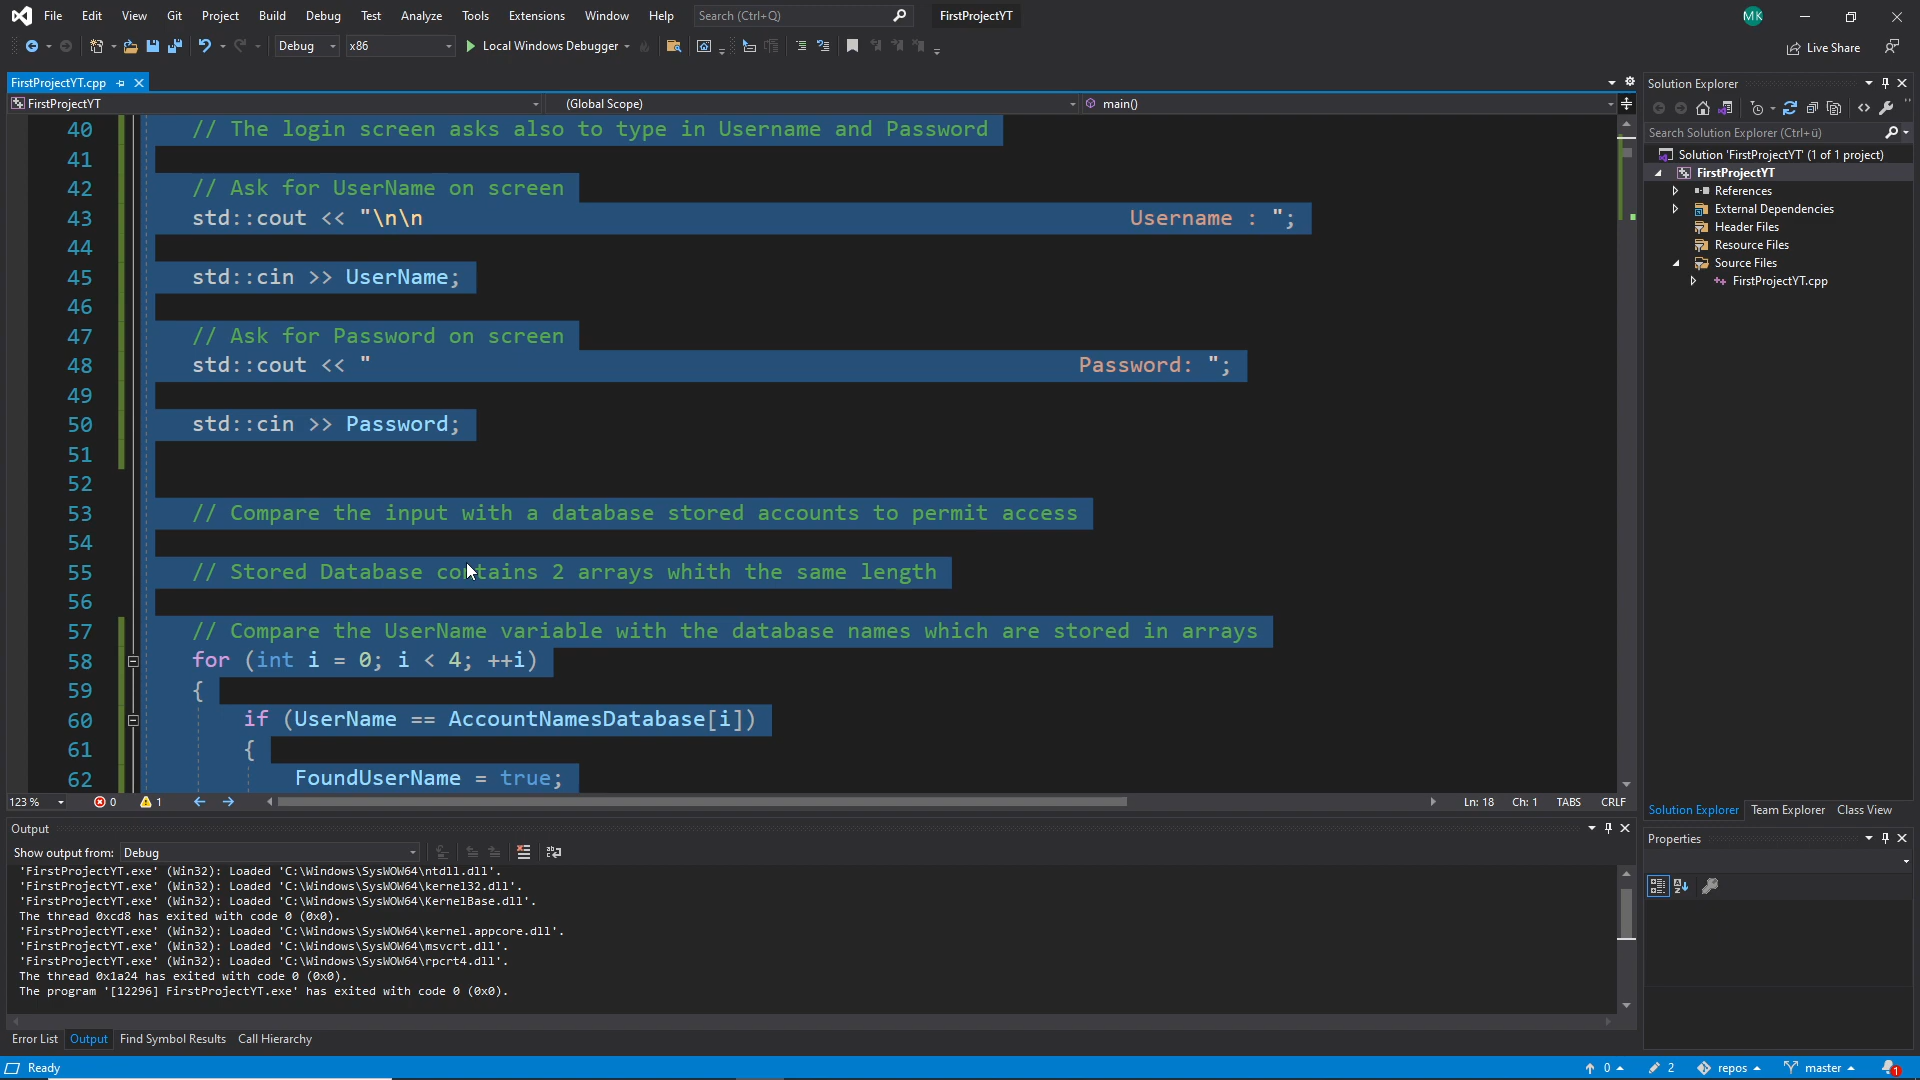 File Edit View Git Project Build Debug Test Analyze Tools Extensions Window Help Search (Ctrl+Q) FirstProjectYT MK
Debug x86 Local Windows Debugger Live Share
FirstProjectYT.cpp
FirstProjectYT (Global Scope) main()
40 // The login screen asks also to type in Username and Password
41
42 // Ask for UserName on screen
43 std::cout << "\n\n Username : ";
44
45 std::cin >> UserName;
46
47 // Ask for Password on screen
48 std::cout << " Password: ";
49
50 std::cin >> Password;
51
52
53 // Compare the input with a database stored accounts to permit access
54
55 // Stored Database contains 2 arrays whith the same length
56
57 // Compare the UserName variable with the database names which are stored in arrays
58 for (int i = 0; i < 4; ++i)
59 {
60 if (UserName == AccountNamesDatabase[i])
61 {
62 FoundUserName = true;
123 % 0 1 Ln: 18 Ch: 1 TABS CRLF
Output
Show output from: Debug
'FirstProjectYT.exe' (Win32): Loaded 'C:\Windows\SysWOW64\ntdll.dll'.
'FirstProjectYT.exe' (Win32): Loaded 'C:\Windows\SysWOW64\kernel32.dll'.
'FirstProjectYT.exe' (Win32): Loaded 'C:\Windows\SysWOW64\KernelBase.dll'.
The thread 0xcd8 has exited with code 0 (0x0).
'FirstProjectYT.exe' (Win32): Loaded 'C:\Windows\SysWOW64\kernel.appcore.dll'.
'FirstProjectYT.exe' (Win32): Loaded 'C:\Windows\SysWOW64\msvcrt.dll'.
'FirstProjectYT.exe' (Win32): Loaded 'C:\Windows\SysWOW64\rpcrt4.dll'.
The thread 0x1a24 has exited with code 0 (0x0).
The program '[12296] FirstProjectYT.exe' has exited with code 0 (0x0).
Error List Output Find Symbol Results Call Hierarchy
Solution Explorer
Search Solution Explorer (Ctrl+ü)
Solution 'FirstProjectYT' (1 of 1 project)
FirstProjectYT
References
External Dependencies
Header Files
Resource Files
Source Files
FirstProjectYT.cpp
Solution Explorer Team Explorer Class View
Properties
Ready 0 2 repos master 1